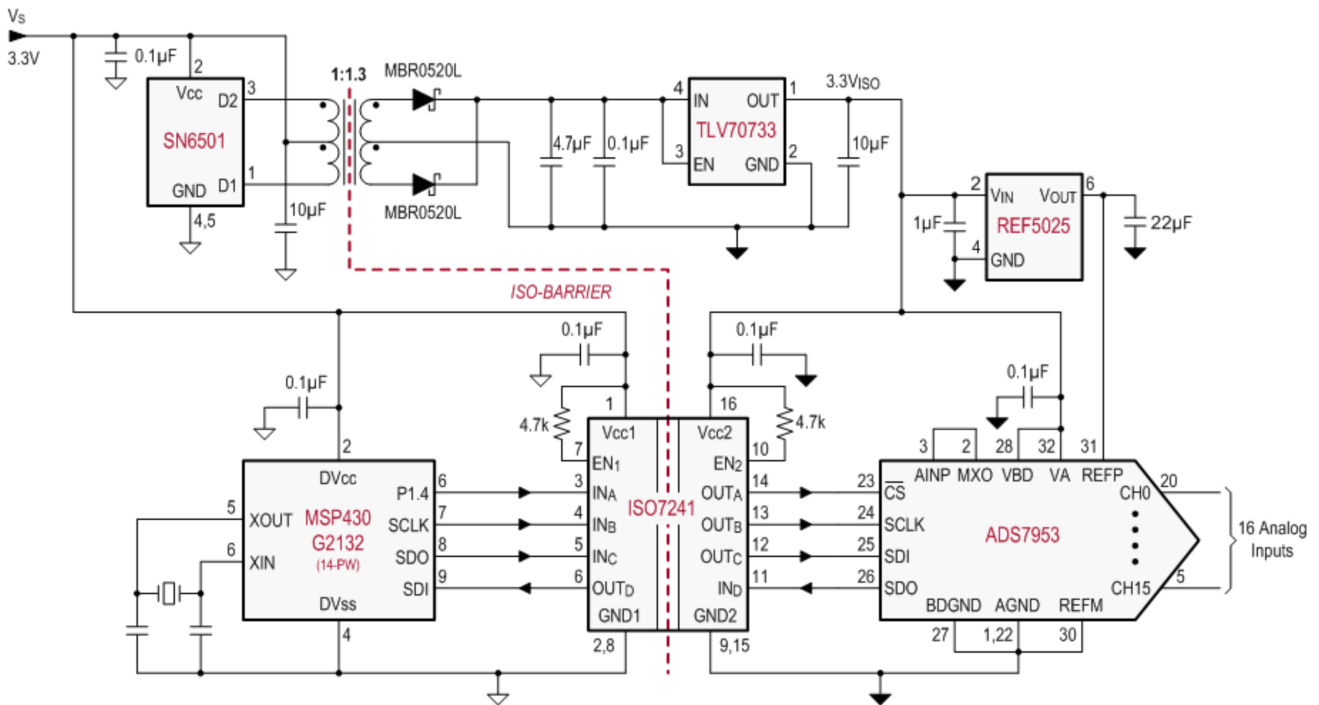 VS
3.3V
0.1µF
2
Vcc
D2
3
SN6501
D1
1
GND
4,5
10µF
1:1.3
MBR0520L
MBR0520L
4.7µF
0.1µF
4
IN
OUT
1
TLV70733
3
EN
GND
2
3.3VISO
10µF
2
VIN
VOUT
6
1µF
REF5025
4
GND
22µF
ISO-BARRIER
0.1µF
0.1µF
0.1µF
0.1µF
1
16
4.7k
4.7k
Vcc1
Vcc2
7
EN1
EN2
10
3
INA
OUTA
14
ISO7241
4
INB
OUTB
13
5
INC
OUTC
12
6
OUTD
IND
11
GND1
GND2
2,8
9,15
2
DVcc
5
XOUT
MSP430
G2132
(14-PW)
6
XIN
P1.4
6
SCLK
7
SDO
8
SDI
9
DVss
4
3
2
28
32
31
AINP
MXO
VBD
VA
REFP
23
CS
24
SCLK
25
SDI
26
SDO
ADS7953
CH0
20
CH15
5
16 Analog
Inputs
BDGND
AGND
REFM
27
1,22
30